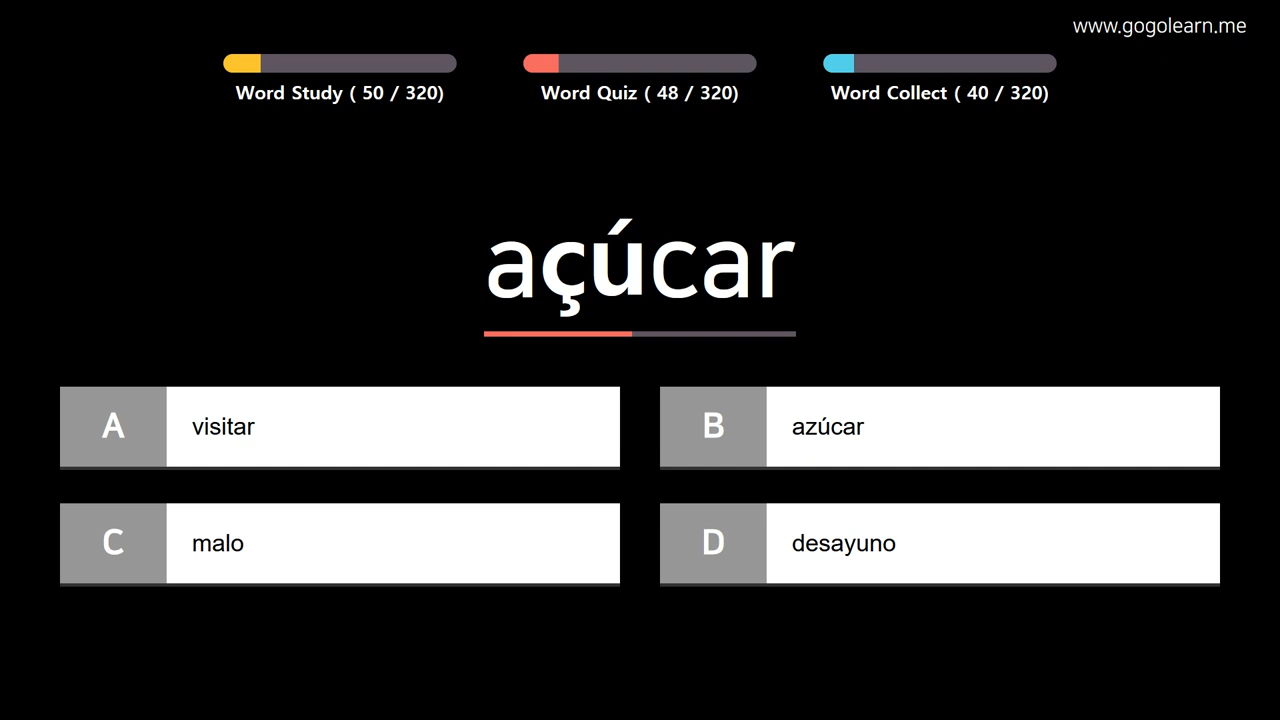 www.gogolearn.me
Word Study ( 50 / 320)
Word Quiz ( 48 / 320)
Word Collect ( 40 / 320)
açúcar
A visitar
B azúcar
C malo
D desayuno